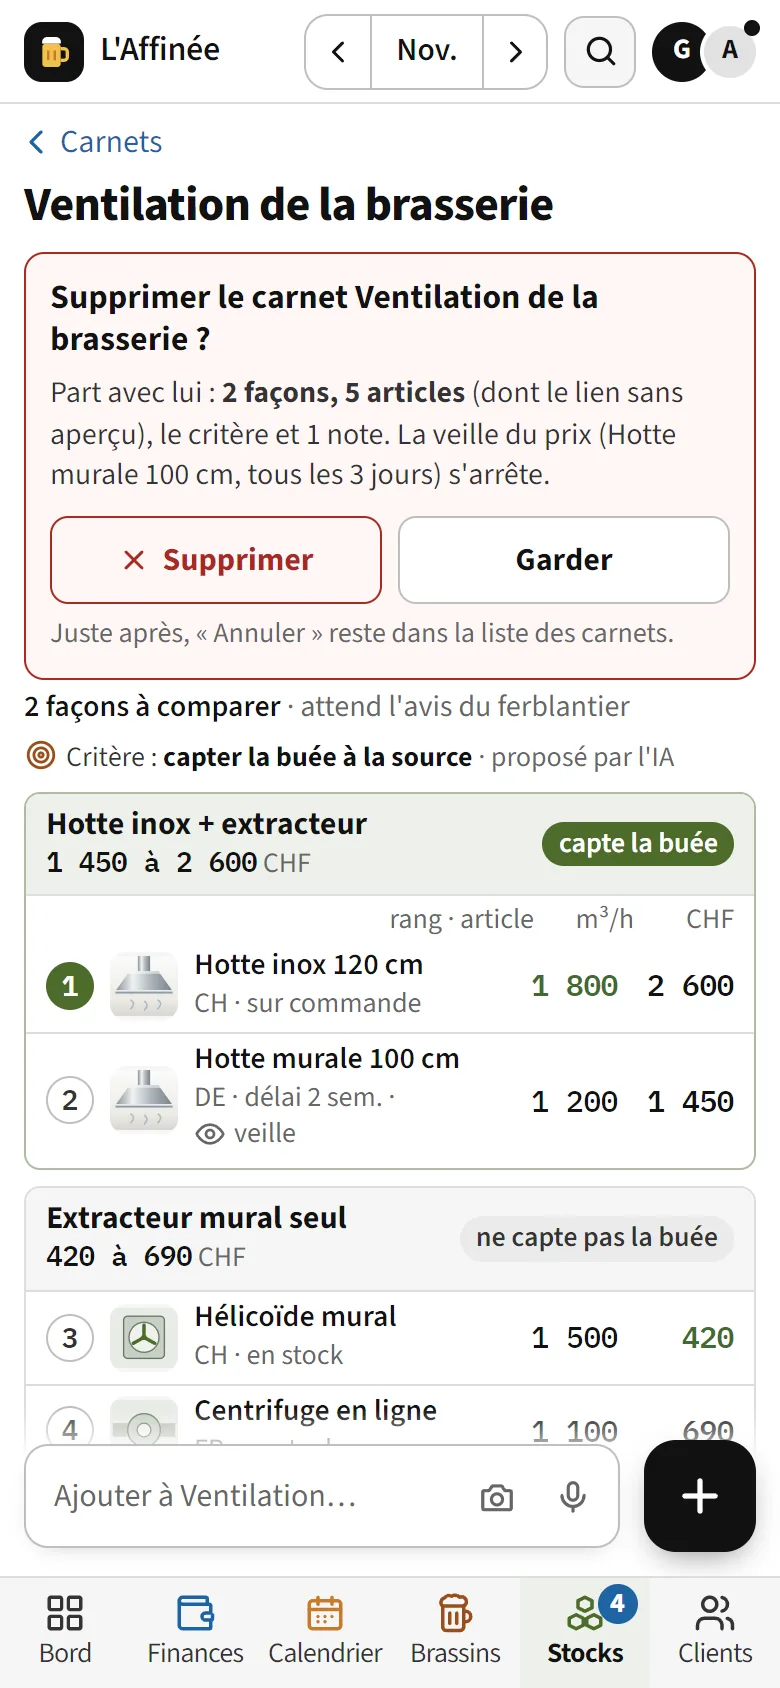 L'Affinée
Nov.
G
A
Carnets
Ventilation de la brasserie
Supprimer le carnet Ventilation de la
brasserie ?
Part avec lui : 2 façons, 5 articles (dont le lien sans
aperçu), le critère et 1 note. La veille du prix (Hotte
murale 100 cm, tous les 3 jours) s'arrête.
Supprimer
Garder
Juste après, « Annuler » reste dans la liste des carnets.
2 façons à comparer · attend l'avis du ferblantier
Critère : capter la buée à la source · proposé par l'IA
Hotte inox + extracteur
1 450 à 2 600 CHF
capte la buée
rang · article m³/h CHF
1 Hotte inox 120 cm 1 800 2 600
CH · sur commande
2 Hotte murale 100 cm 1 200 1 450
DE · délai 2 sem. ·
veille
Extracteur mural seul
420 à 690 CHF
ne capte pas la buée
3 Hélicoïde mural 1 500 420
CH · en stock
4 Centrifuge en ligne 1 100 690
Ajouter à Ventilation…
4
Bord Finances Calendrier Brassins Stocks Clients